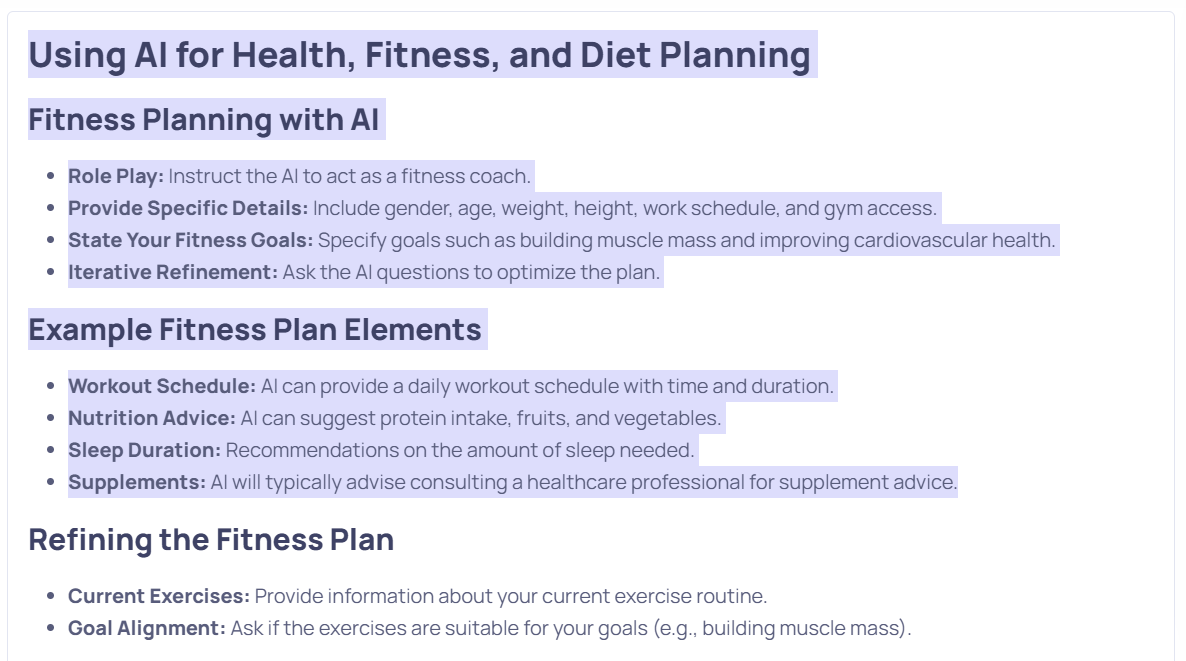 Using AI for Health, Fitness, and Diet Planning
Fitness Planning with AI
Role Play: Instruct the AI to act as a fitness coach.
Provide Specific Details: Include gender, age, weight, height, work schedule, and gym access.
State Your Fitness Goals: Specify goals such as building muscle mass and improving cardiovascular health.
Iterative Refinement: Ask the AI questions to optimize the plan.
Example Fitness Plan Elements
Workout Schedule: AI can provide a daily workout schedule with time and duration.
Nutrition Advice: AI can suggest protein intake, fruits, and vegetables.
Sleep Duration: Recommendations on the amount of sleep needed.
Supplements: AI will typically advise consulting a healthcare professional for supplement advice.
Refining the Fitness Plan
Current Exercises: Provide information about your current exercise routine.
Goal Alignment: Ask if the exercises are suitable for your goals (e.g., building muscle mass).